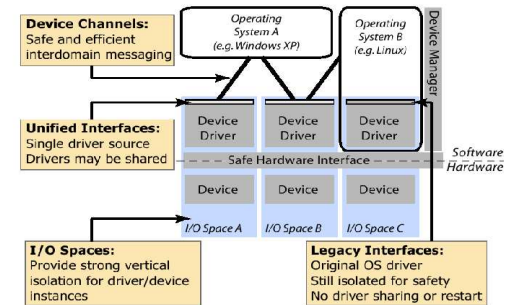 Device Channels:
Safe and efficient
interdomain messaging
Operating
System A
(e.g. Windows XP)
Operating
System B
(e.g. Linux)
Device Manager
Unified Interfaces:
Single driver source
Drivers may be shared
Device
Driver
Device
Driver
Device
Driver
Safe Hardware Interface
Software
Hardware
Device
Device
Device
I/O Space A
I/O Space B
I/O Space C
I/O Spaces:
Provide strong vertical
isolation for driver/device
instances
Legacy Interfaces:
Original OS driver
Still isolated for safety
No driver sharing or restart